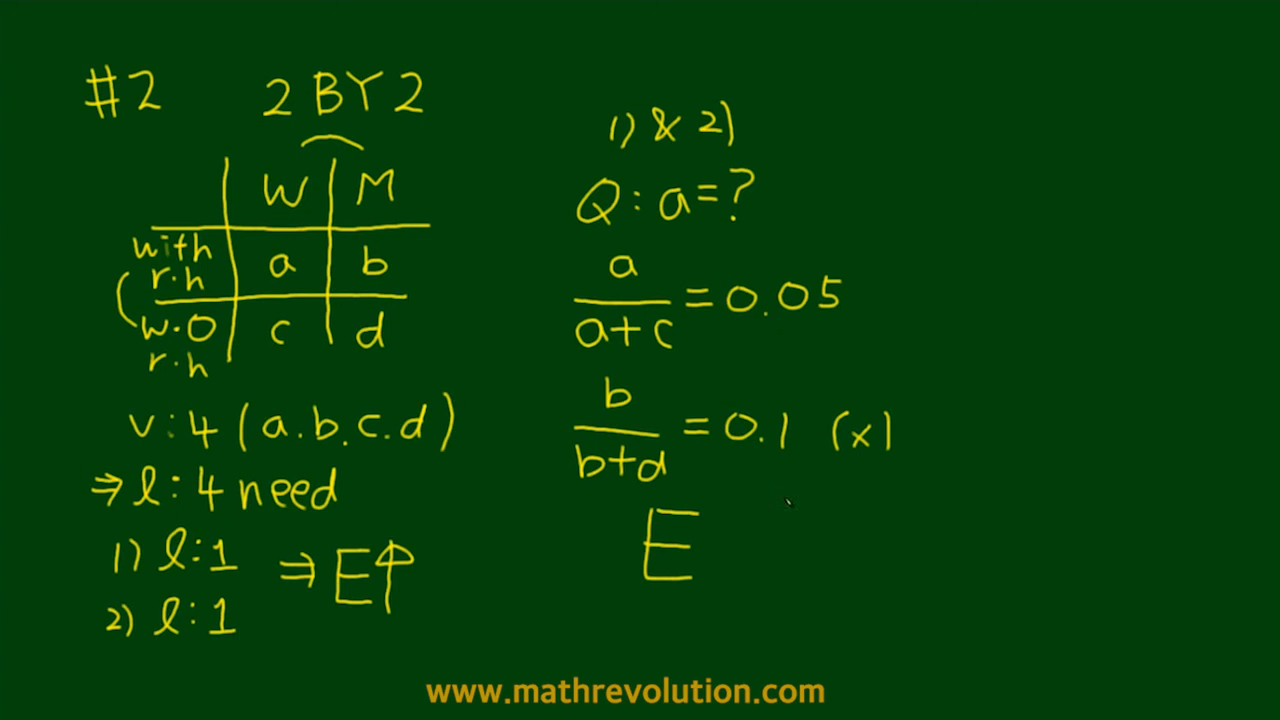 #2 2 BY 2
W M
with r.h a b
w.o r.h c d
v:4 (a.b.c.d)
⇒ l:4 need
1) l:1 ⇒ E↑
2) l:1
1) & 2)
Q: a=?
a
a+c = 0.05
b
b+d = 0.1 (x)
E
www.mathrevolution.com